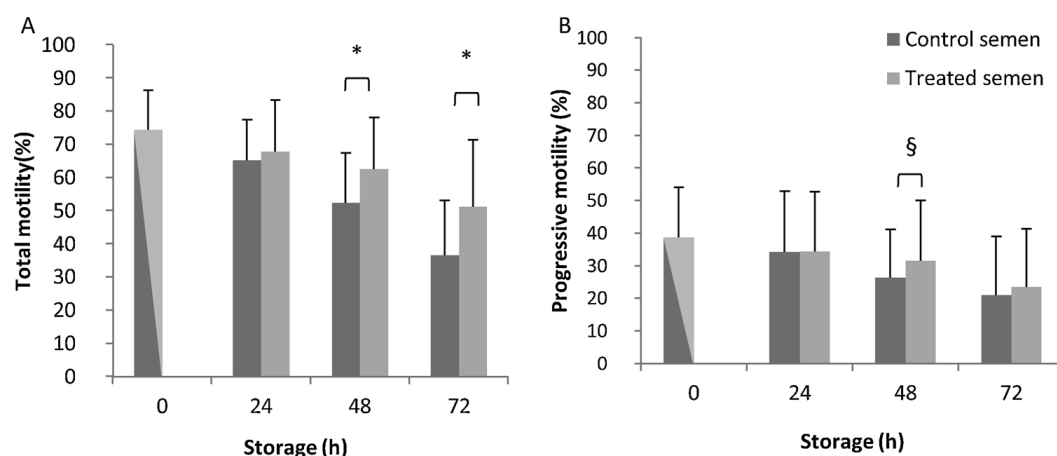 A
100
90
80
70
60
50
40
30
20
10
0
Total motility(%)
* *
0 24 48 72
Storage (h)
B
100
90
80
70
60
50
40
30
20
10
0
Progressive motility (%)
Control semen
Treated semen
§
0 24 48 72
Storage (h)